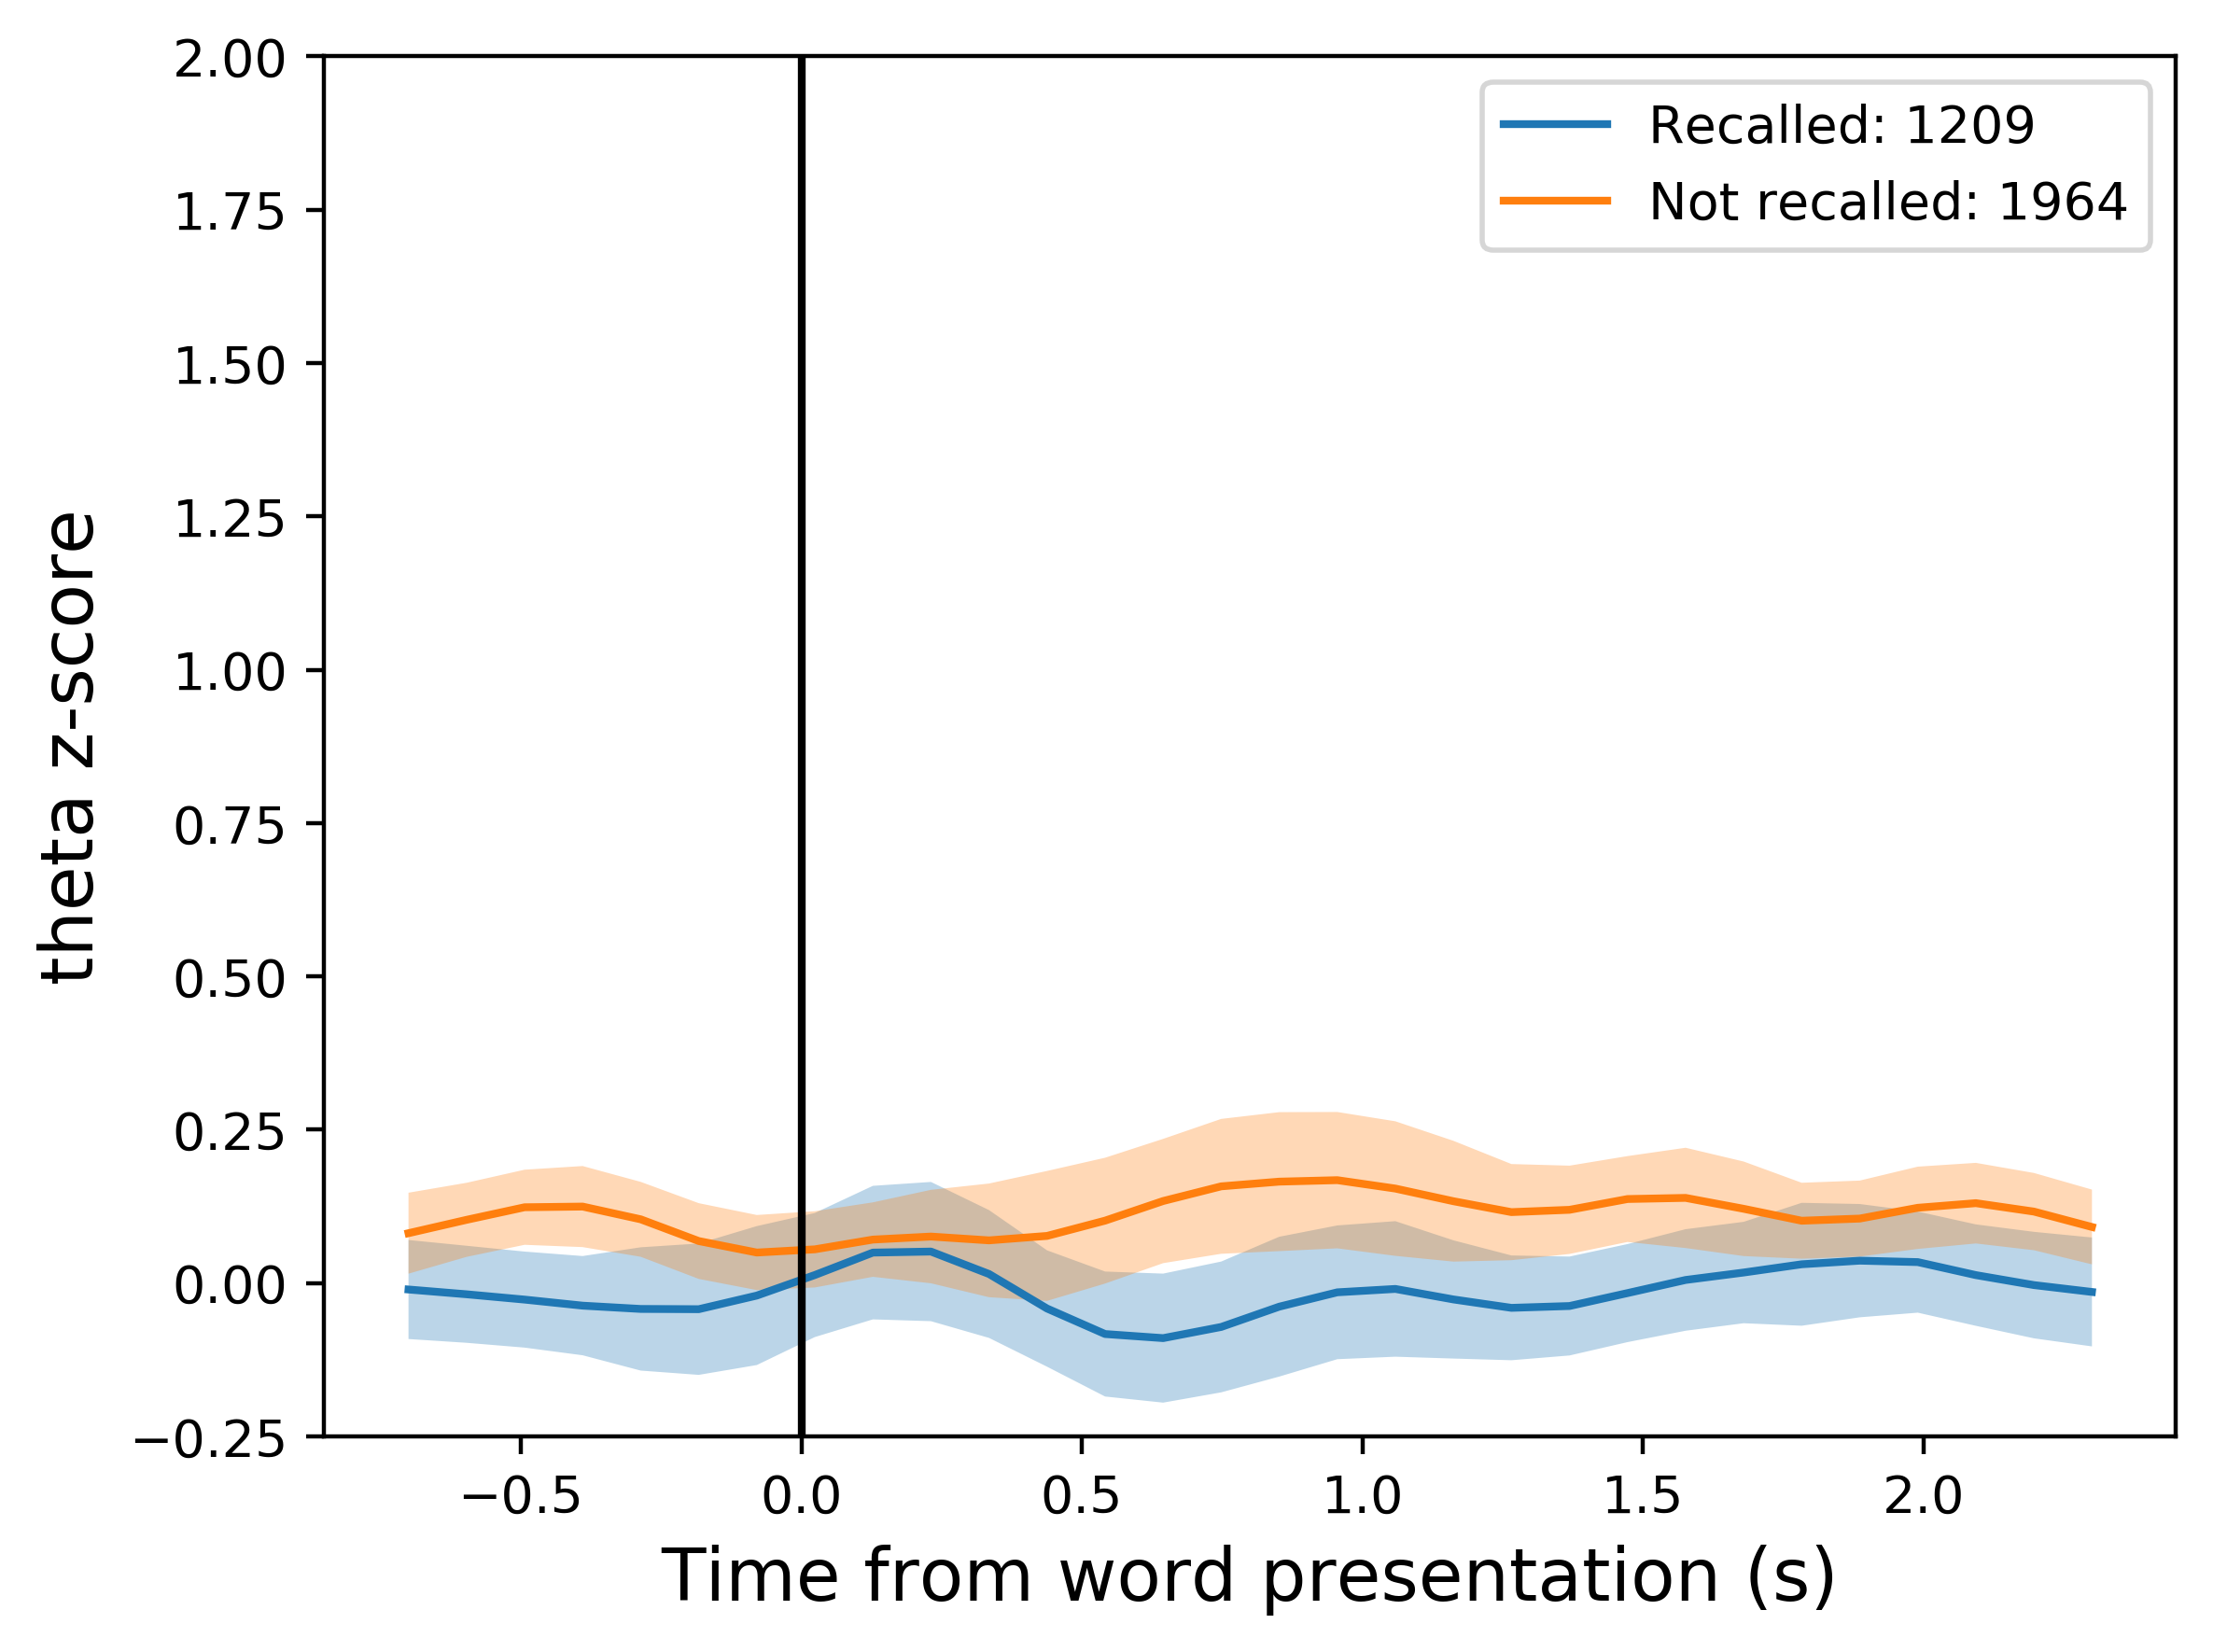 2.00
1.75
1.50
1.25
1.00
0.75
0.50
0.25
0.00
−0.25
theta z-score
Recalled: 1209
Not recalled: 1964
−0.5 0.0 0.5 1.0 1.5 2.0
Time from word presentation (s)